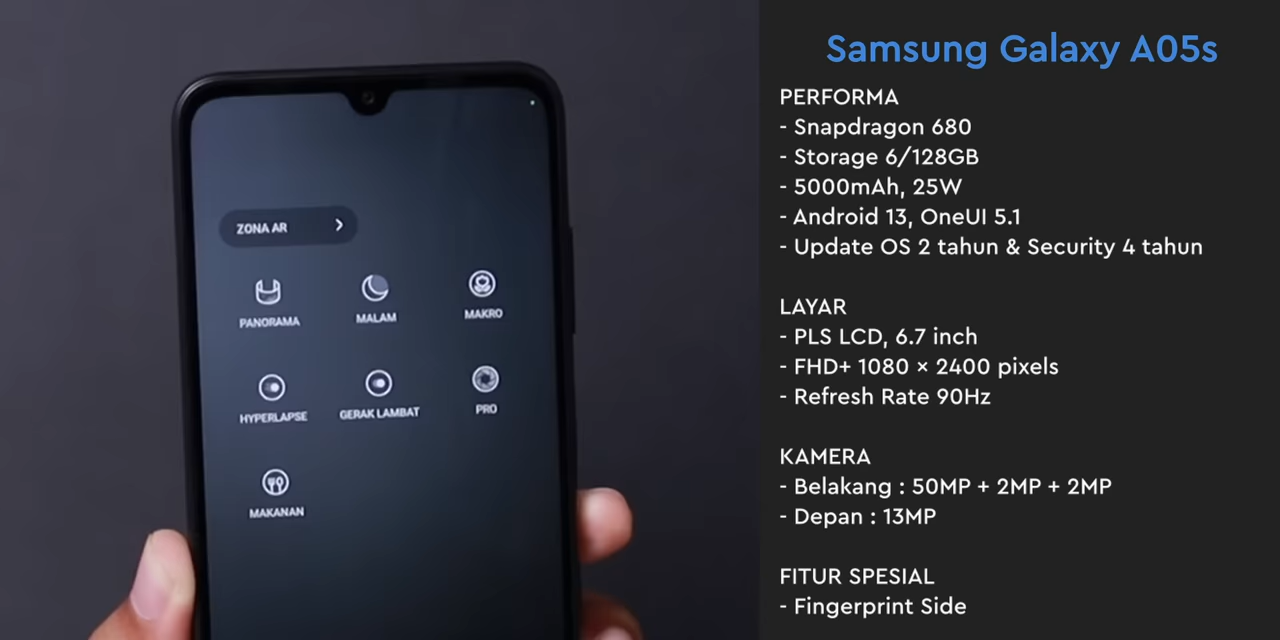 ZONA AR
PANORAMA
MALAM
MAKRO
HYPERLAPSE
GERAK LAMBAT
PRO
MAKANAN
Samsung Galaxy A05s
PERFORMA
- Snapdragon 680
- Storage 6/128GB
- 5000mAh, 25W
- Android 13, OneUI 5.1
- Update OS 2 tahun & Security 4 tahun
LAYAR
- PLS LCD, 6.7 inch
- FHD+ 1080 × 2400 pixels
- Refresh Rate 90Hz
KAMERA
- Belakang : 50MP + 2MP + 2MP
- Depan : 13MP
FITUR SPESIAL
- Fingerprint Side